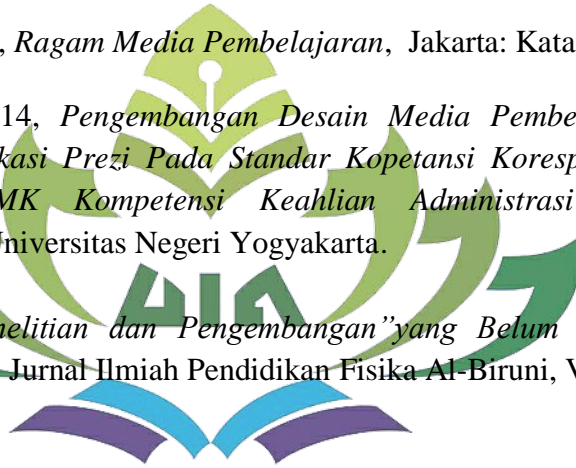 , Ragam Media Pembelajaran, Jakarta: Kata
14, Pengembangan Desain Media Pembe
kasi Prezi Pada Standar Kopetansi Koresp
MK Kompetensi Keahlian Administrasi
Universitas Negeri Yogyakarta.
UIN
nelitian dan Pengembangan”yang Belum
Jurnal Ilmiah Pendidikan Fisika Al-Biruni, V